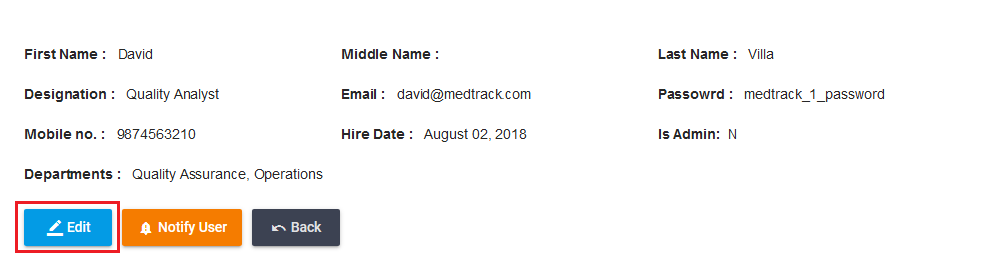 First Name : David Middle Name : Last Name : Villa
Designation : Quality Analyst Email : david@medtrack.com Passowrd : medtrack_1_password
Mobile no. : 9874563210 Hire Date : August 02, 2018 Is Admin: N
Departments : Quality Assurance, Operations
Edit Notify User Back